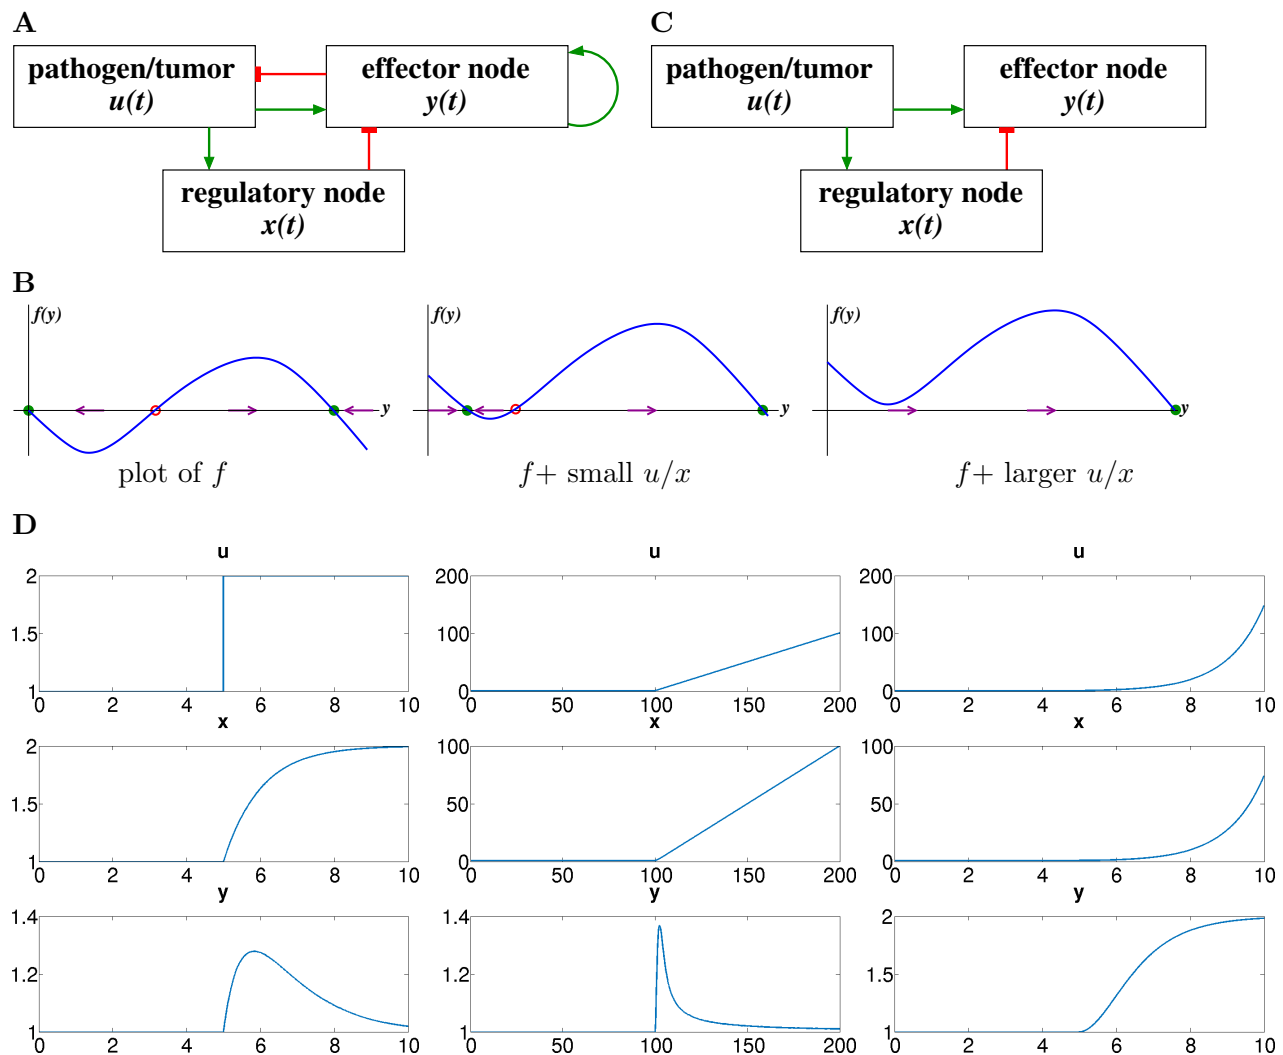 A
pathogen/tumor
u(t)
effector node
y(t)
regulatory node
x(t)
C
pathogen/tumor
u(t)
effector node
y(t)
regulatory node
x(t)
B
f(y)
y
plot of f
f(y)
y
f+ small u/x
f(y)
y
f+ larger u/x
D
u
2
1.5
1
0 2 4 6 8 10
u
200
100
0
0 50 100 150 200
u
200
100
0
0 2 4 6 8 10
x
2
1.5
1
0 2 4 6 8 10
x
100
50
0
0 50 100 150 200
x
100
50
0
0 2 4 6 8 10
y
1.4
1.2
1
0 2 4 6 8 10
y
1.4
1.2
1
0 50 100 150 200
y
2
1.5
1
0 2 4 6 8 10